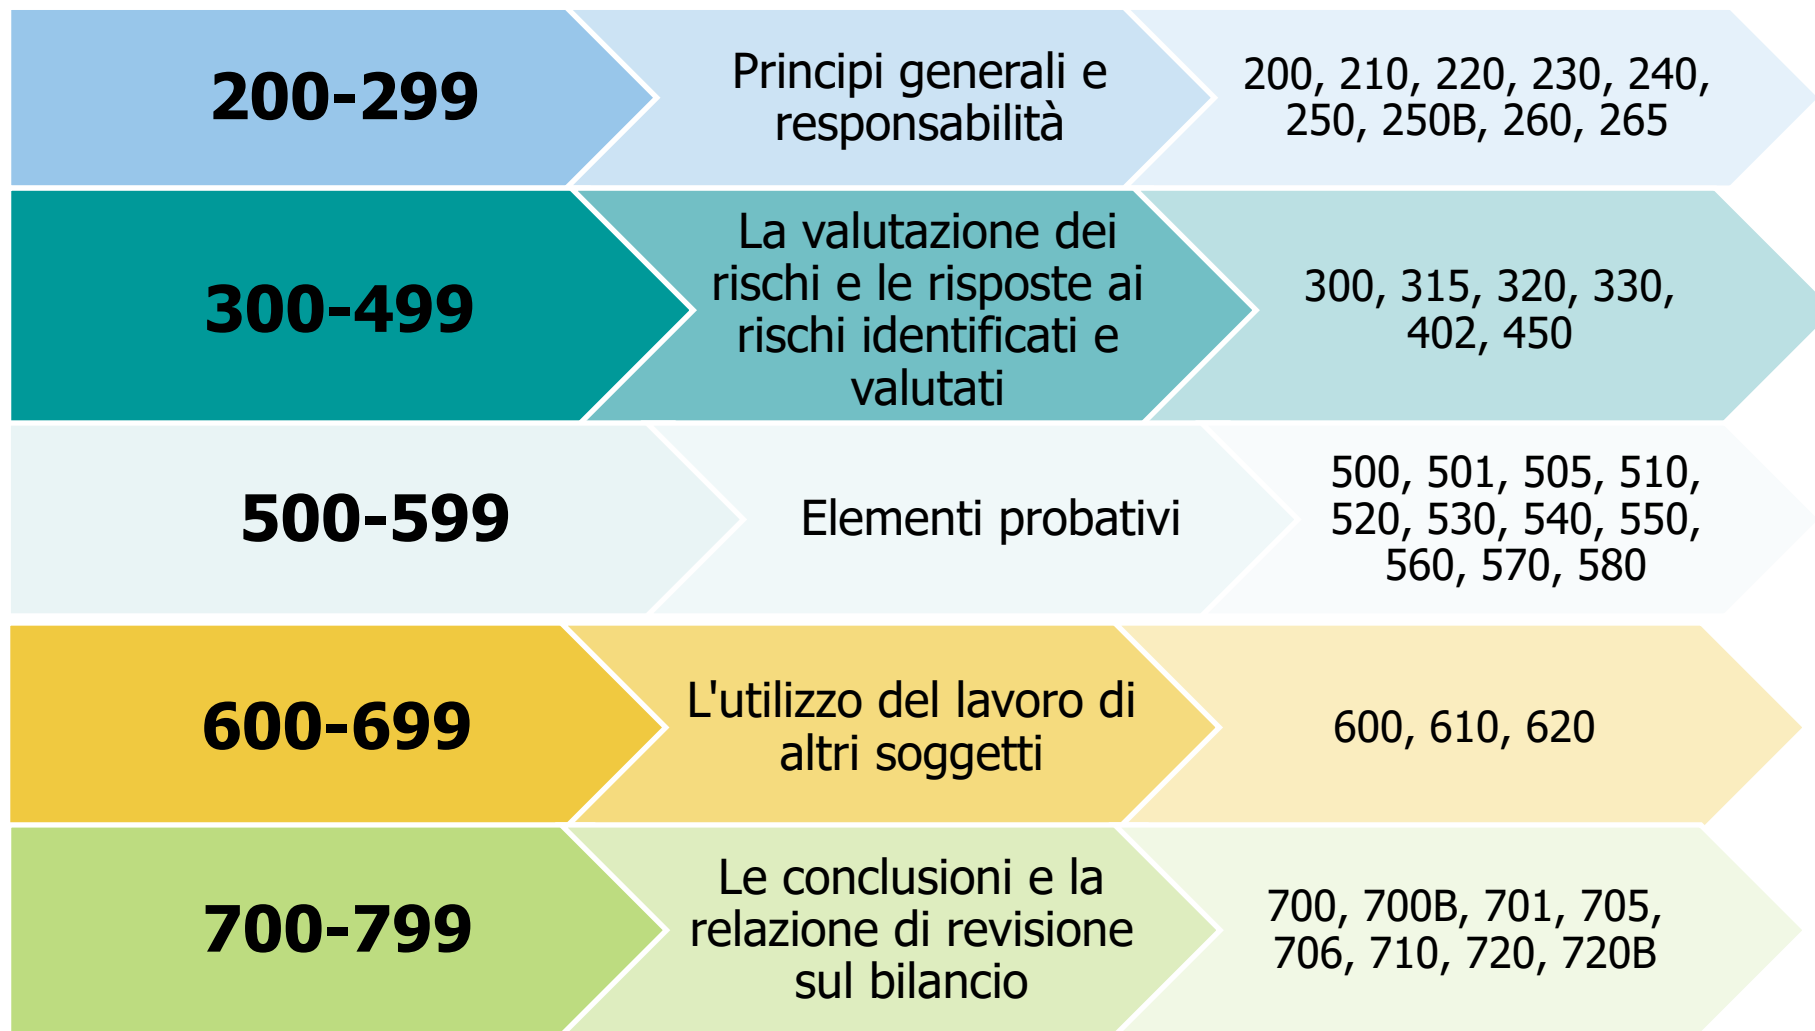 200-299
Principi generali e
responsabilità
200, 210, 220, 230, 240,
250, 250B, 260, 265
300-499
La valutazione dei
rischi e le risposte ai
rischi identificati e
valutati
300, 315, 320, 330,
402, 450
500-599
Elementi probativi
500, 501, 505, 510,
520, 530, 540, 550,
560, 570, 580
600-699
L'utilizzo del lavoro di
altri soggetti
600, 610, 620
700-799
Le conclusioni e la
relazione di revisione
sul bilancio
700, 700B, 701, 705,
706, 710, 720, 720B